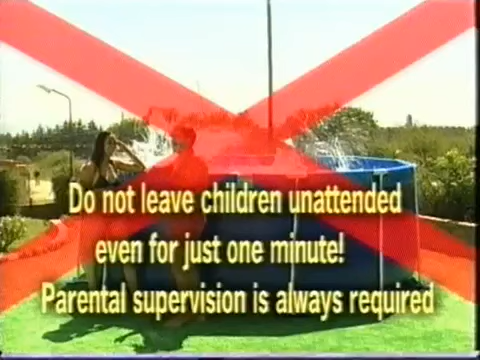 Do not leave children unattended
even for just one minute!
Parental supervision is always required